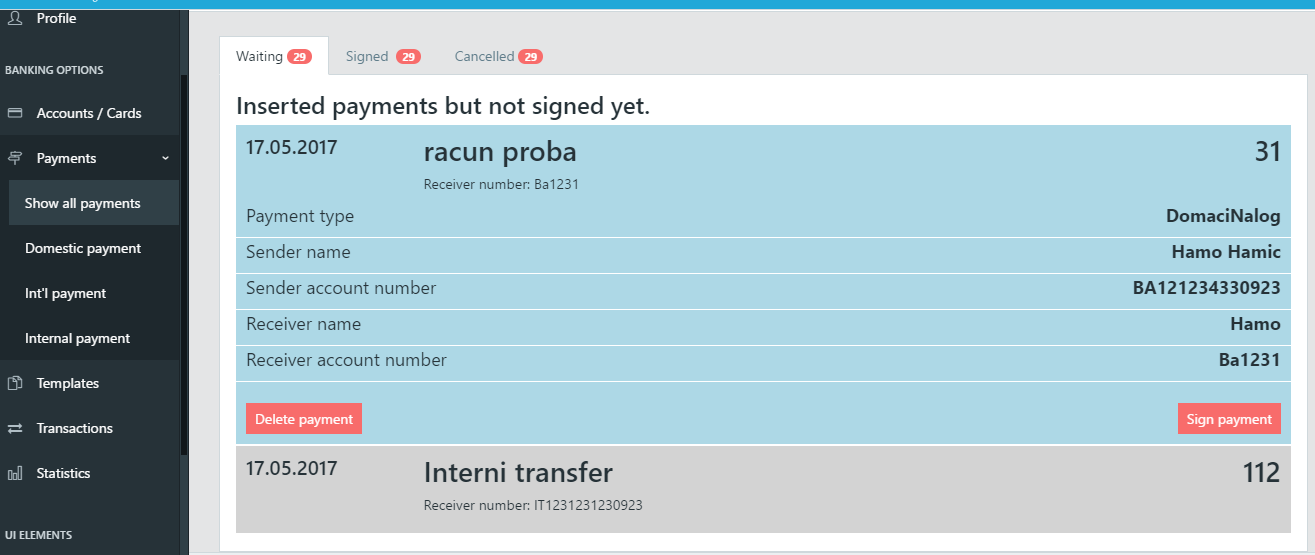 Profile
BANKING OPTIONS
Accounts / Cards
Payments
Show all payments
Domestic payment
Int'l payment
Internal payment
Templates
Transactions
Statistics
UI ELEMENTS
Waiting 29 Signed 29 Cancelled 29
Inserted payments but not signed yet.
17.05.2017 racun proba 31
Receiver number: Ba1231
Payment type DomaciNalog
Sender name Hamo Hamic
Sender account number BA121234330923
Receiver name Hamo
Receiver account number Ba1231
Delete payment Sign payment
17.05.2017 Interni transfer 112
Receiver number: IT1231231230923